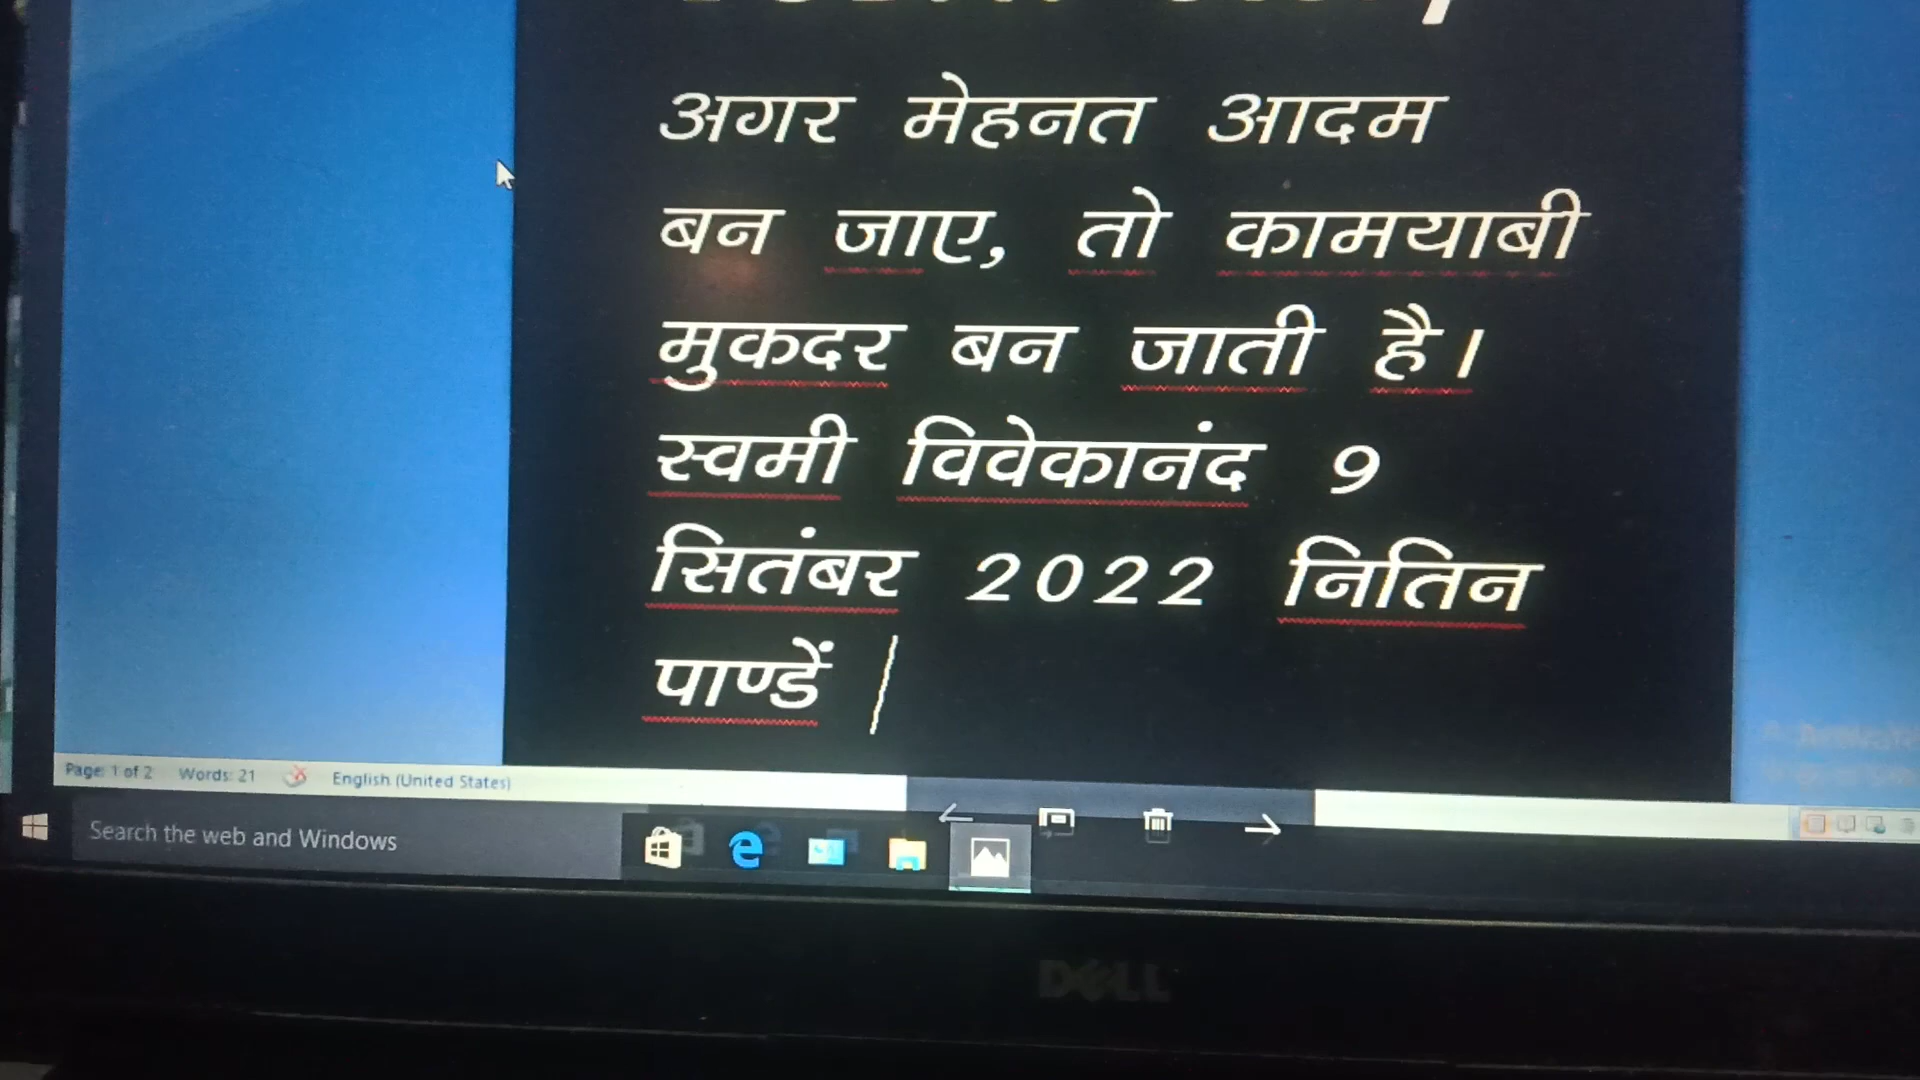 अगर मेहनत आदम
बन जाए, तो कामयाबी
मुकदर बन जाती है।
स्वमी विवेकानंद 9
सितंबर 2022 नितिन
पाण्डें
Page: 1 of 2 Words: 21 English (United States)
Search the web and Windows
DELL